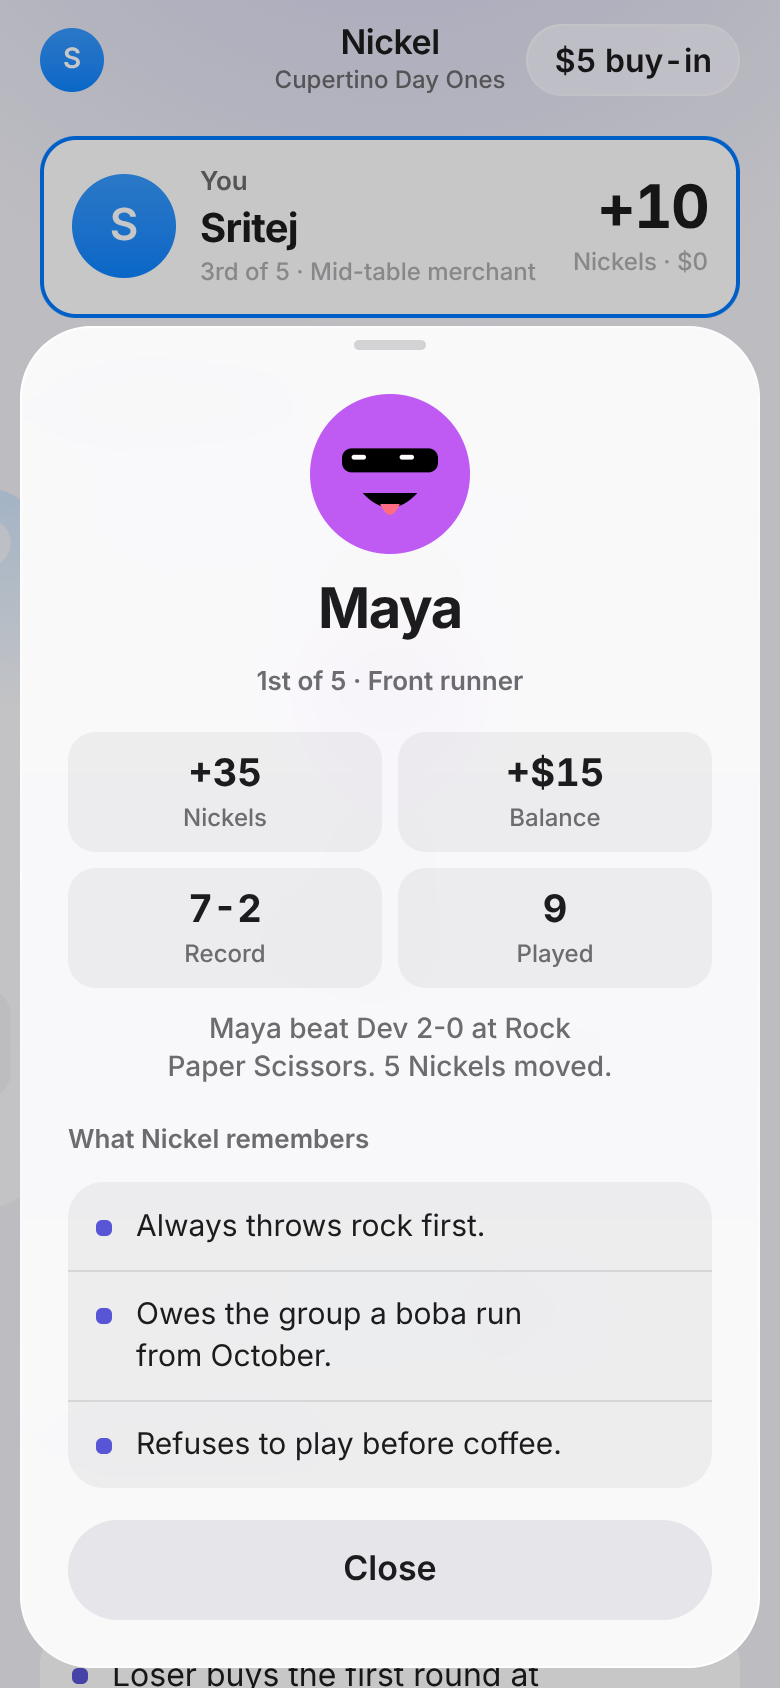 S
Nickel
Cupertino Day Ones
$5 buy-in
S
You
Sritej
3rd of 5 · Mid-table merchant
+10
Nickels · $0
Maya
1st of 5 · Front runner
+35
Nickels
+$15
Balance
7-2
Record
9
Played
Maya beat Dev 2-0 at Rock
Paper Scissors. 5 Nickels moved.
What Nickel remembers
Always throws rock first.
Owes the group a boba run
from October.
Refuses to play before coffee.
Close
Loser buys the first round at